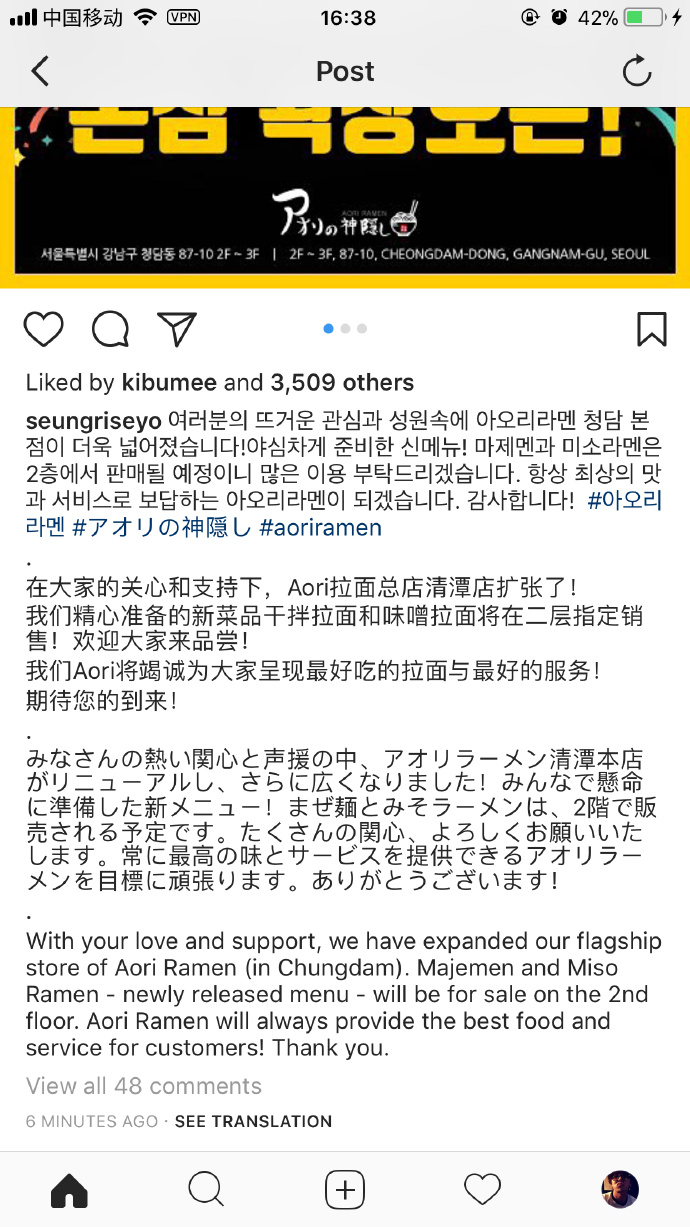 中国移动 VPN 16:38 42%
Post
본점 확장오픈!
アオリの神隠し
AORI RAMEN
서울특별시 강남구 청담동 87-10 2F ~ 3F | 2F ~ 3F, 87-10, CHEONGDAM-DONG, GANGNAM-GU, SEOUL
Liked by kibumee and 3,509 others
seungriseyo 여러분의 뜨거운 관심과 성원속에 아오리라멘 청담 본
점이 더욱 넓어졌습니다!야심차게 준비한 신메뉴! 마제멘과 미소라멘은
2층에서 판매될 예정이니 많은 이용 부탁드리겠습니다. 항상 최상의 맛
과 서비스로 보답하는 아오리라멘이 되겠습니다. 감사합니다! #아오리
라멘 #アオリの神隠し #aoriramen
.
在大家的关心和支持下，Aori拉面总店清潭店扩张了！
我们精心准备的新菜品干拌拉面和味噌拉面将在二层指定销
售！欢迎大家来品尝！
我们Aori将竭诚为大家呈现最好吃的拉面与最好的服务！
期待您的到来！
.
みなさんの熱い関心と声援の中、アオリラーメン清潭本店
がリニューアルし、さらに広くなりました！みんなで懸命
に準備した新メニュー！まぜ麺とみそラーメンは、2階で販
売される予定です。たくさんの関心、よろしくお願いいた
します。常に最高の味とサービスを提供できるアオリラー
メンを目標に頑張ります。ありがとうございます！
.
With your love and support, we have expanded our flagship
store of Aori Ramen (in Chungdam). Majemen and Miso
Ramen - newly released menu - will be for sale on the 2nd
floor. Aori Ramen will always provide the best food and
service for customers! Thank you.
View all 48 comments
6 MINUTES AGO · SEE TRANSLATION